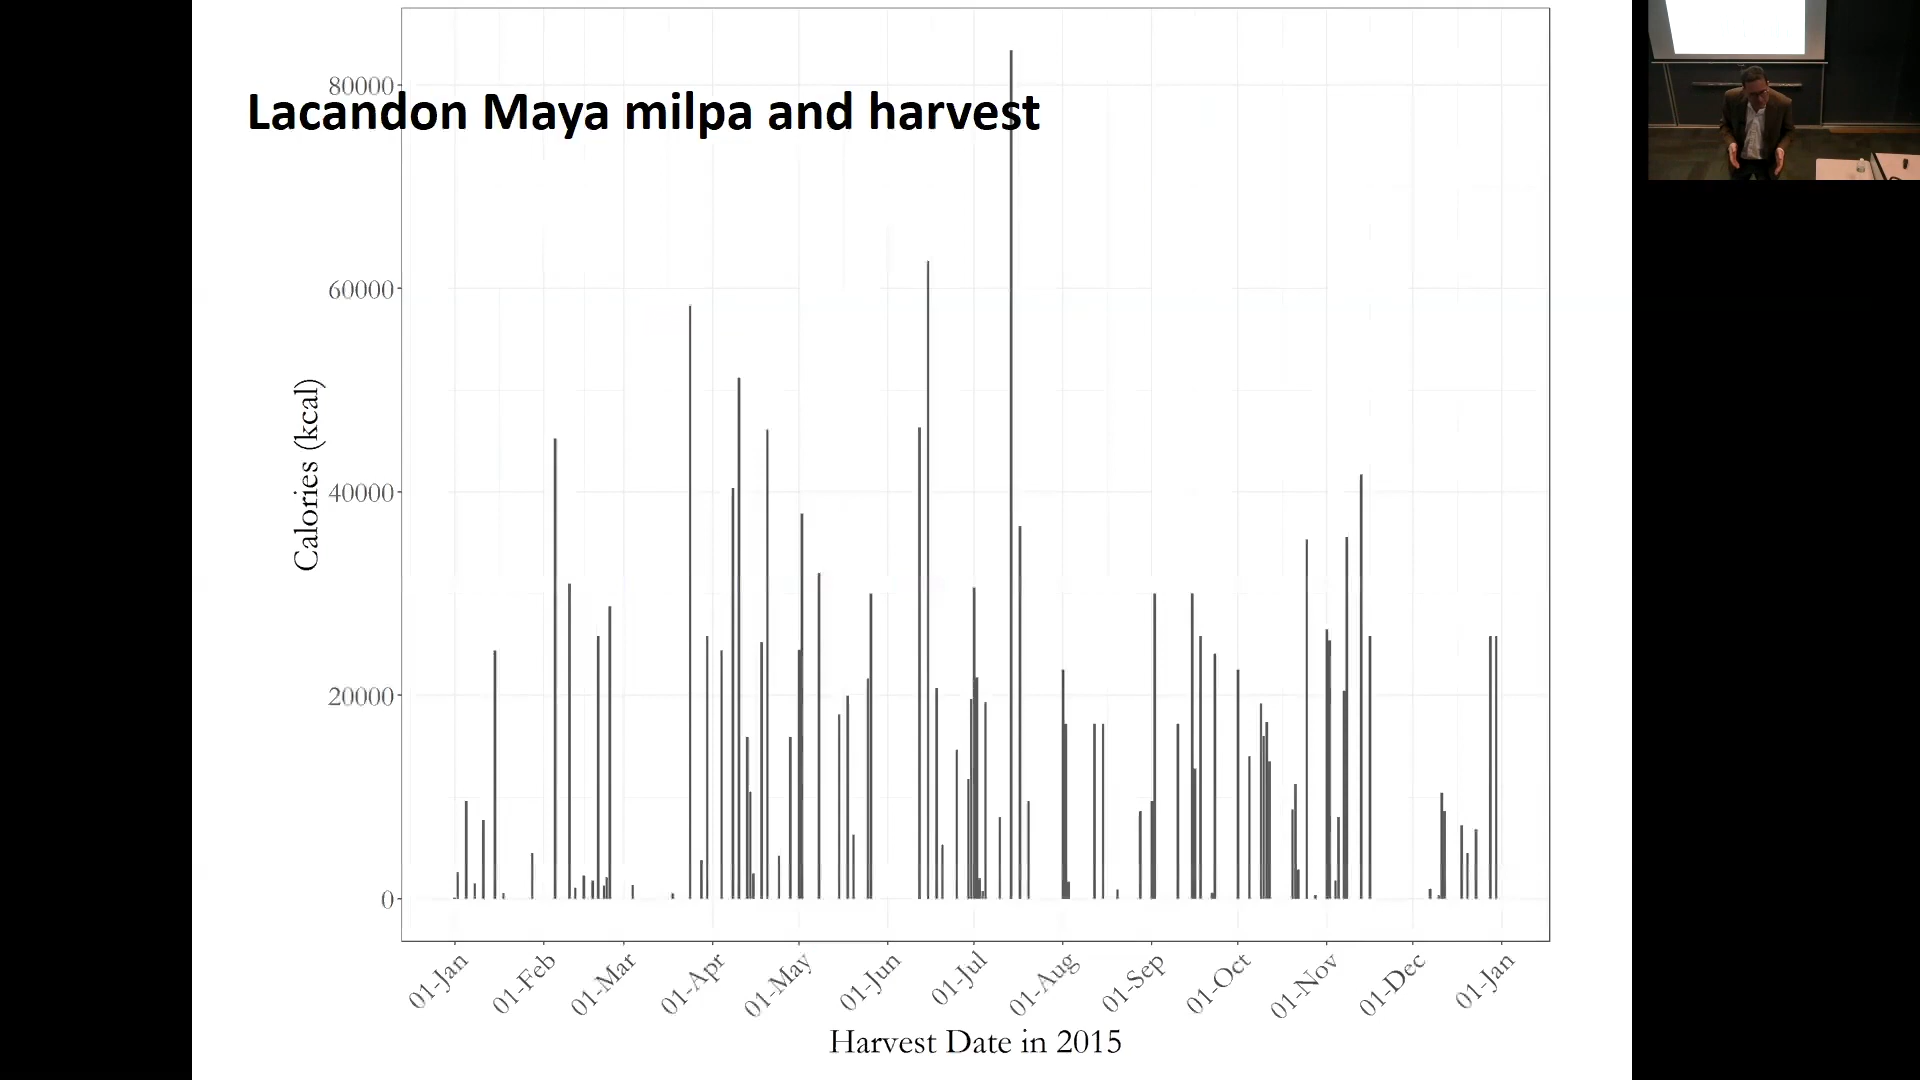 80000
Lacandon Maya milpa and harvest
60000
Calories (kcal)
40000
20000
0
01-Jan
01-Feb
01-Mar
01-Apr
01-May
01-Jun
01-Jul
01-Aug
01-Sep
01-Oct
01-Nov
01-Dec
01-Jan
Harvest Date in 2015